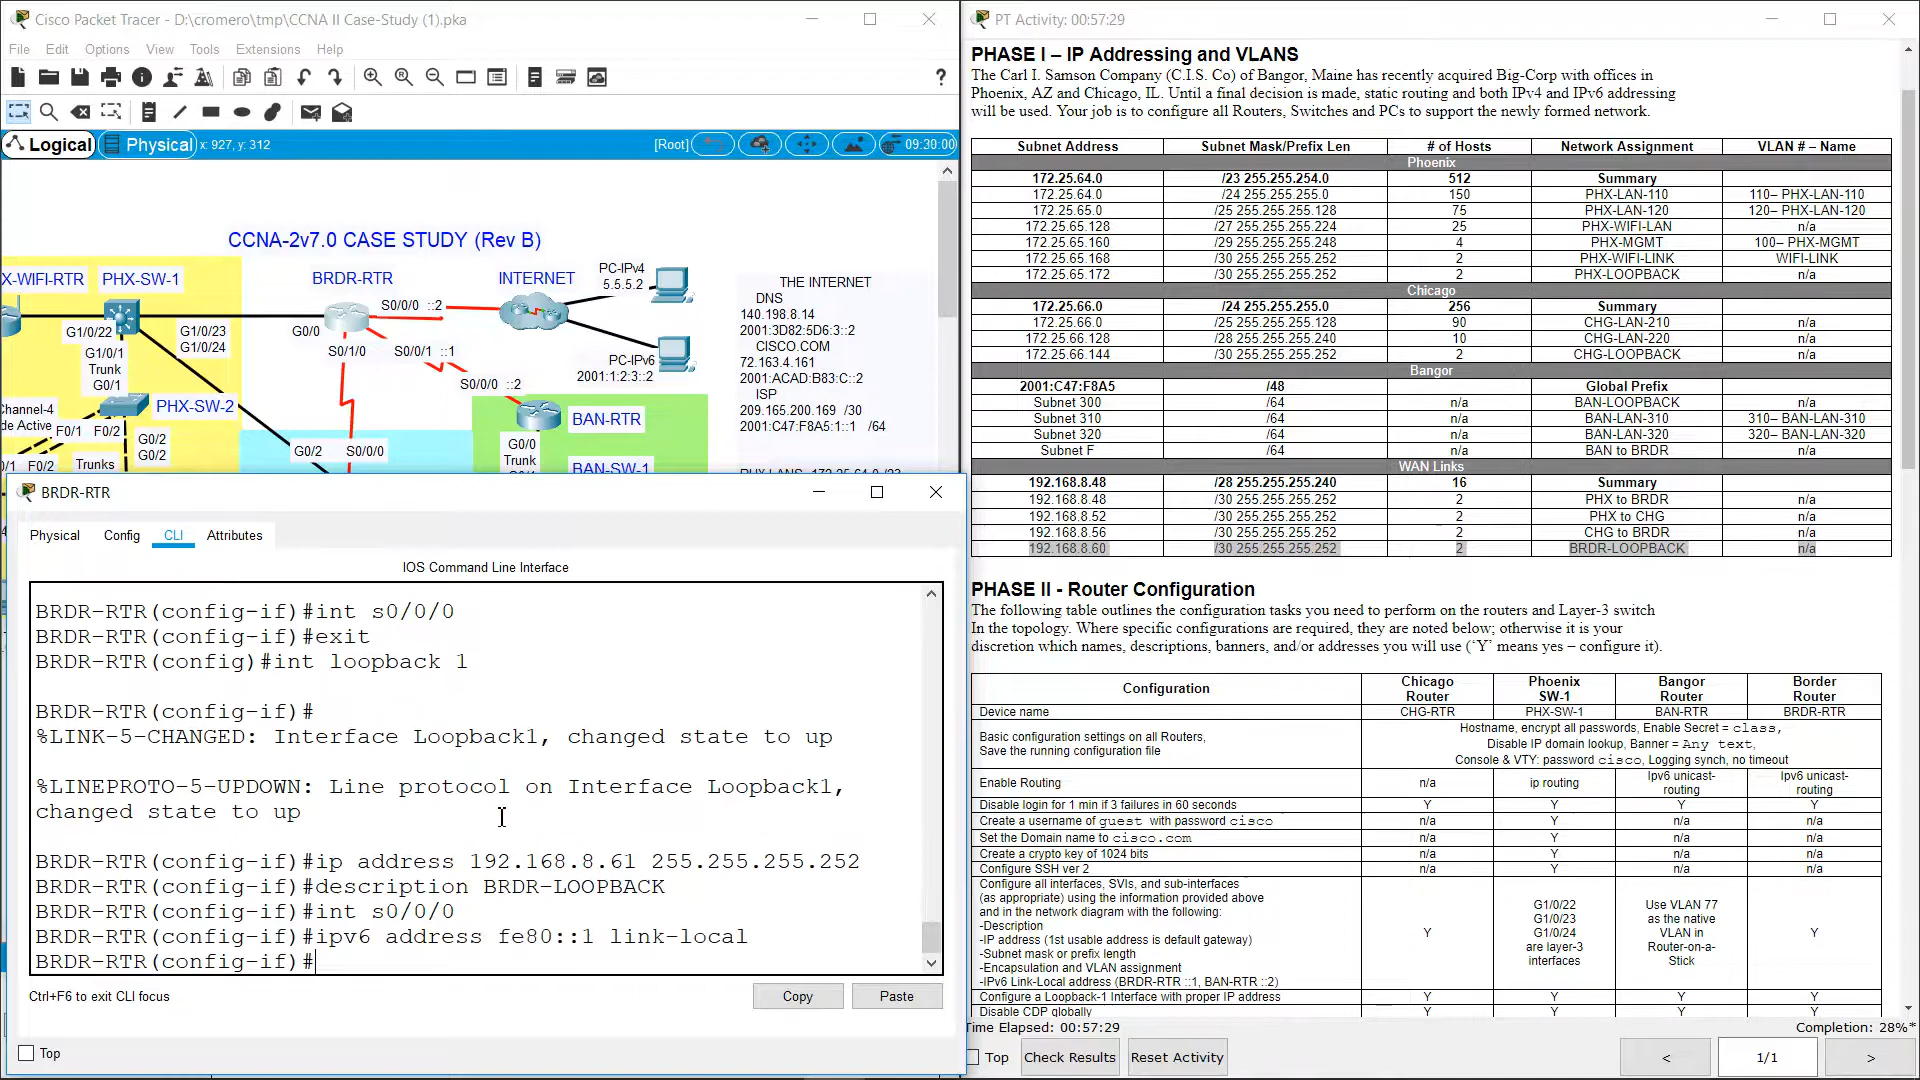 Cisco Packet Tracer - D:\cromero\tmp\CCNA II Case-Study (1).pka
File Edit Options View Tools Extensions Help
?
Logical Physical x: 927, y: 312 [Root] 09:30:00
CCNA-2v7.0 CASE STUDY (Rev B)
X-WIFI-RTR PHX-SW-1 BRDR-RTR INTERNET PC-IPv4
5.5.5.2
S0/0/0 ::2
G1/0/22 G1/0/23
G1/0/24
G0/0
S0/1/0 S0/0/1 ::1
G1/0/1
Trunk
G0/1
PC-IPv6
2001:1:2:3::2
S0/0/0 ::2
THE INTERNET
DNS
140.198.8.14
2001:3D82:5D6:3::2
CISCO.COM
72.163.4.161
2001:ACAD:B83:C::2
ISP
209.165.200.169 /30
2001:C47:F8A5:1::1 /64
PHX-SW-2 BAN-RTR
Channel-4
de Active F0/1 F0/2
G0/2
G0/2
G0/2 S0/0/0
G0/0
Trunk
0/1 F0/2 Trunks
BAN-SW-1
PHX-LANS 172.25.64.0 /23
BRDR-RTR
Physical Config CLI Attributes
IOS Command Line Interface
BRDR-RTR(config-if)#int s0/0/0
BRDR-RTR(config-if)#exit
BRDR-RTR(config)#int loopback 1
BRDR-RTR(config-if)#
%LINK-5-CHANGED: Interface Loopback1, changed state to up
%LINEPROTO-5-UPDOWN: Line protocol on Interface Loopback1,
changed state to up
BRDR-RTR(config-if)#ip address 192.168.8.61 255.255.255.252
BRDR-RTR(config-if)#description BRDR-LOOPBACK
BRDR-RTR(config-if)#int s0/0/0
BRDR-RTR(config-if)#ipv6 address fe80::1 link-local
BRDR-RTR(config-if)#
Ctrl+F6 to exit CLI focus Copy Paste
Top
PT Activity: 00:57:29
PHASE I – IP Addressing and VLANS
The Carl I. Samson Company (C.I.S. Co) of Bangor, Maine has recently acquired Big-Corp with offices in
Phoenix, AZ and Chicago, IL. Until a final decision is made, static routing and both IPv4 and IPv6 addressing
will be used. Your job is to configure all Routers, Switches and PCs to support the newly formed network.
Subnet Address Subnet Mask/Prefix Len # of Hosts Network Assignment VLAN # – Name
Phoenix
172.25.64.0 /23 255.255.254.0 512 Summary
172.25.64.0 /24 255.255.255.0 150 PHX-LAN-110 110– PHX-LAN-110
172.25.65.0 /25 255.255.255.128 75 PHX-LAN-120 120– PHX-LAN-120
172.25.65.128 /27 255.255.255.224 25 PHX-WIFI-LAN n/a
172.25.65.160 /29 255.255.255.248 4 PHX-MGMT 100– PHX-MGMT
172.25.65.168 /30 255.255.255.252 2 PHX-WIFI-LINK WIFI-LINK
172.25.65.172 /30 255.255.255.252 2 PHX-LOOPBACK n/a
Chicago
172.25.66.0 /24 255.255.255.0 256 Summary
172.25.66.0 /25 255.255.255.128 90 CHG-LAN-210 n/a
172.25.66.128 /28 255.255.255.240 10 CHG-LAN-220 n/a
172.25.66.144 /30 255.255.255.252 2 CHG-LOOPBACK n/a
Bangor
2001:C47:F8A5 /48 Global Prefix
Subnet 300 /64 n/a BAN-LOOPBACK n/a
Subnet 310 /64 n/a BAN-LAN-310 310– BAN-LAN-310
Subnet 320 /64 n/a BAN-LAN-320 320– BAN-LAN-320
Subnet F /64 n/a BAN to BRDR n/a
WAN Links
192.168.8.48 /28 255.255.255.240 16 Summary
192.168.8.48 /30 255.255.255.252 2 PHX to BRDR n/a
192.168.8.52 /30 255.255.255.252 2 PHX to CHG n/a
192.168.8.56 /30 255.255.255.252 2 CHG to BRDR n/a
192.168.8.60 /30 255.255.255.252 2 BRDR-LOOPBACK n/a
PHASE II - Router Configuration
The following table outlines the configuration tasks you need to perform on the routers and Layer-3 switch
In the topology. Where specific configurations are required, they are noted below; otherwise it is your
discretion which names, descriptions, banners, and/or addresses you will use (‘Y’ means yes – configure it).
Configuration Chicago Router Phoenix SW-1 Bangor Router Border Router
Device name CHG-RTR PHX-SW-1 BAN-RTR BRDR-RTR
Basic configuration settings on all Routers,
Save the running configuration file
Hostname, encrypt all passwords, Enable Secret = class,
Disable IP domain lookup, Banner = Any text,
Console & VTY: password cisco, Logging synch, no timeout
Enable Routing n/a ip routing Ipv6 unicast-routing IPv6 unicast-routing
Disable login for 1 min if 3 failures in 60 seconds Y Y Y Y
Create a username of guest with password cisco n/a Y n/a n/a
Set the Domain name to cisco.com n/a Y n/a n/a
Create a crypto key of 1024 bits n/a Y n/a n/a
Configure SSH ver 2 n/a Y n/a n/a
Configure all interfaces, SVIs, and sub-interfaces
(as appropriate) using the information provided above
and in the network diagram with the following:
-Description
-IP address (1st usable address is default gateway)
-Subnet mask or prefix length
-Encapsulation and VLAN assignment
-IPv6 Link-Local address (BRDR-RTR ::1, BAN-RTR ::2)
Y
G1/0/22
G1/0/23
G1/0/24
are layer-3
interfaces
Use VLAN 77
as the native
VLAN in
Router-on-a-
Stick
Y
Configure a Loopback-1 Interface with proper IP address Y Y Y Y
Disable CDP globally Y Y Y Y
Time Elapsed: 00:57:29 Completion: 28%*
Top Check Results Reset Activity < 1/1 >